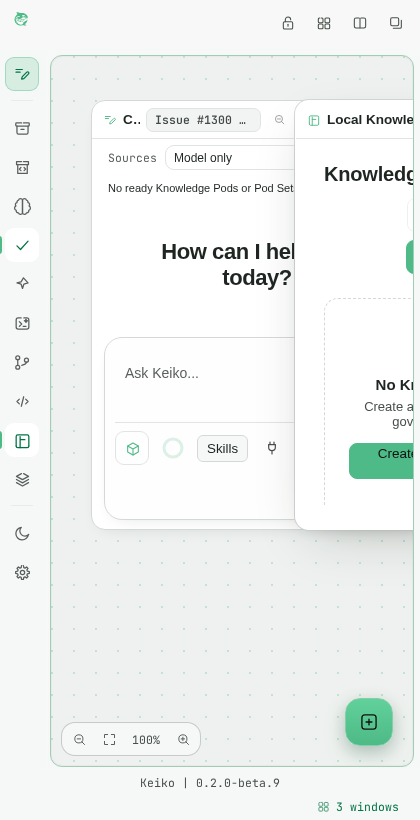 C..
Issue #1300 …
Local Knowle
Sources
Model only
No ready Knowledge Pods or Pod Set
Knowledg
How can I hel
today?
Ask Keiko...
Skills
No Kn
Create a
gov
Create
100%
Keiko | 0.2.0-beta.9
3 windows